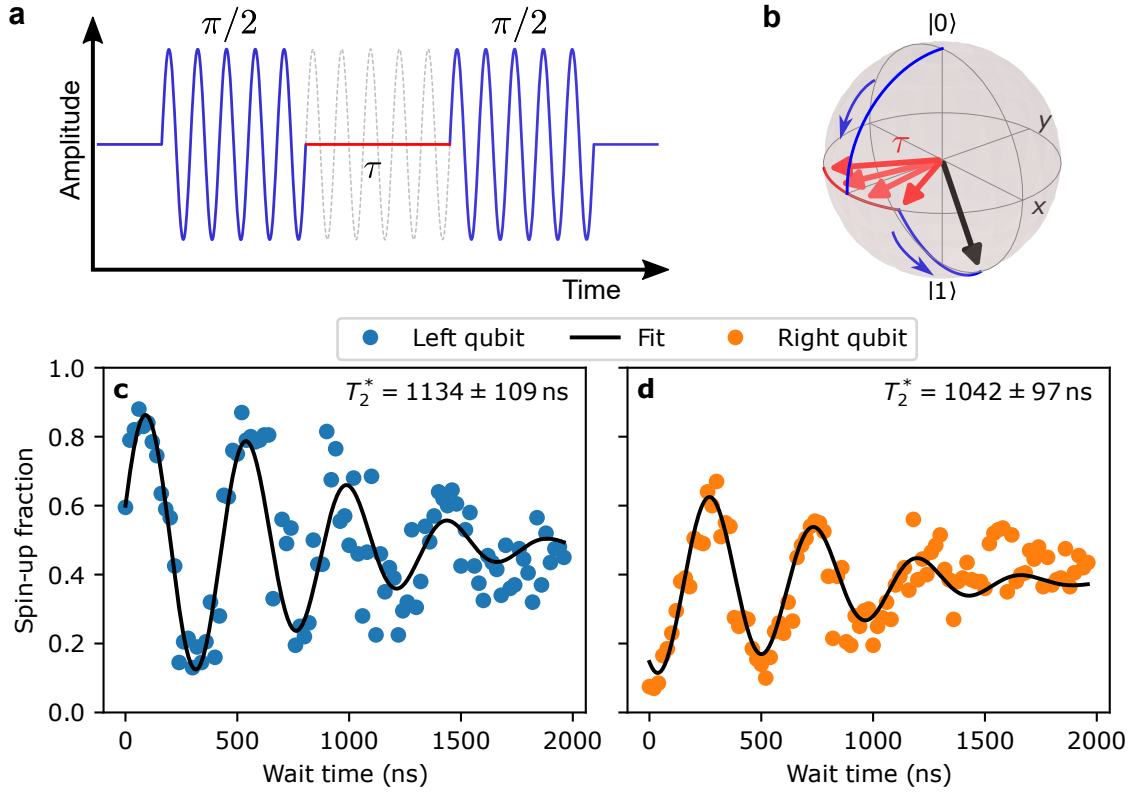 a
π/2
π/2
Amplitude
τ
Time
b
|0⟩
τ
y
x
|1⟩
Left qubit
Fit
Right qubit
c
T₂* = 1134 ± 109 ns
Spin-up fraction
1.0
0.8
0.6
0.4
0.2
0.0
0
500
1000
1500
2000
Wait time (ns)
d
T₂* = 1042 ± 97 ns
0
500
1000
1500
2000
Wait time (ns)